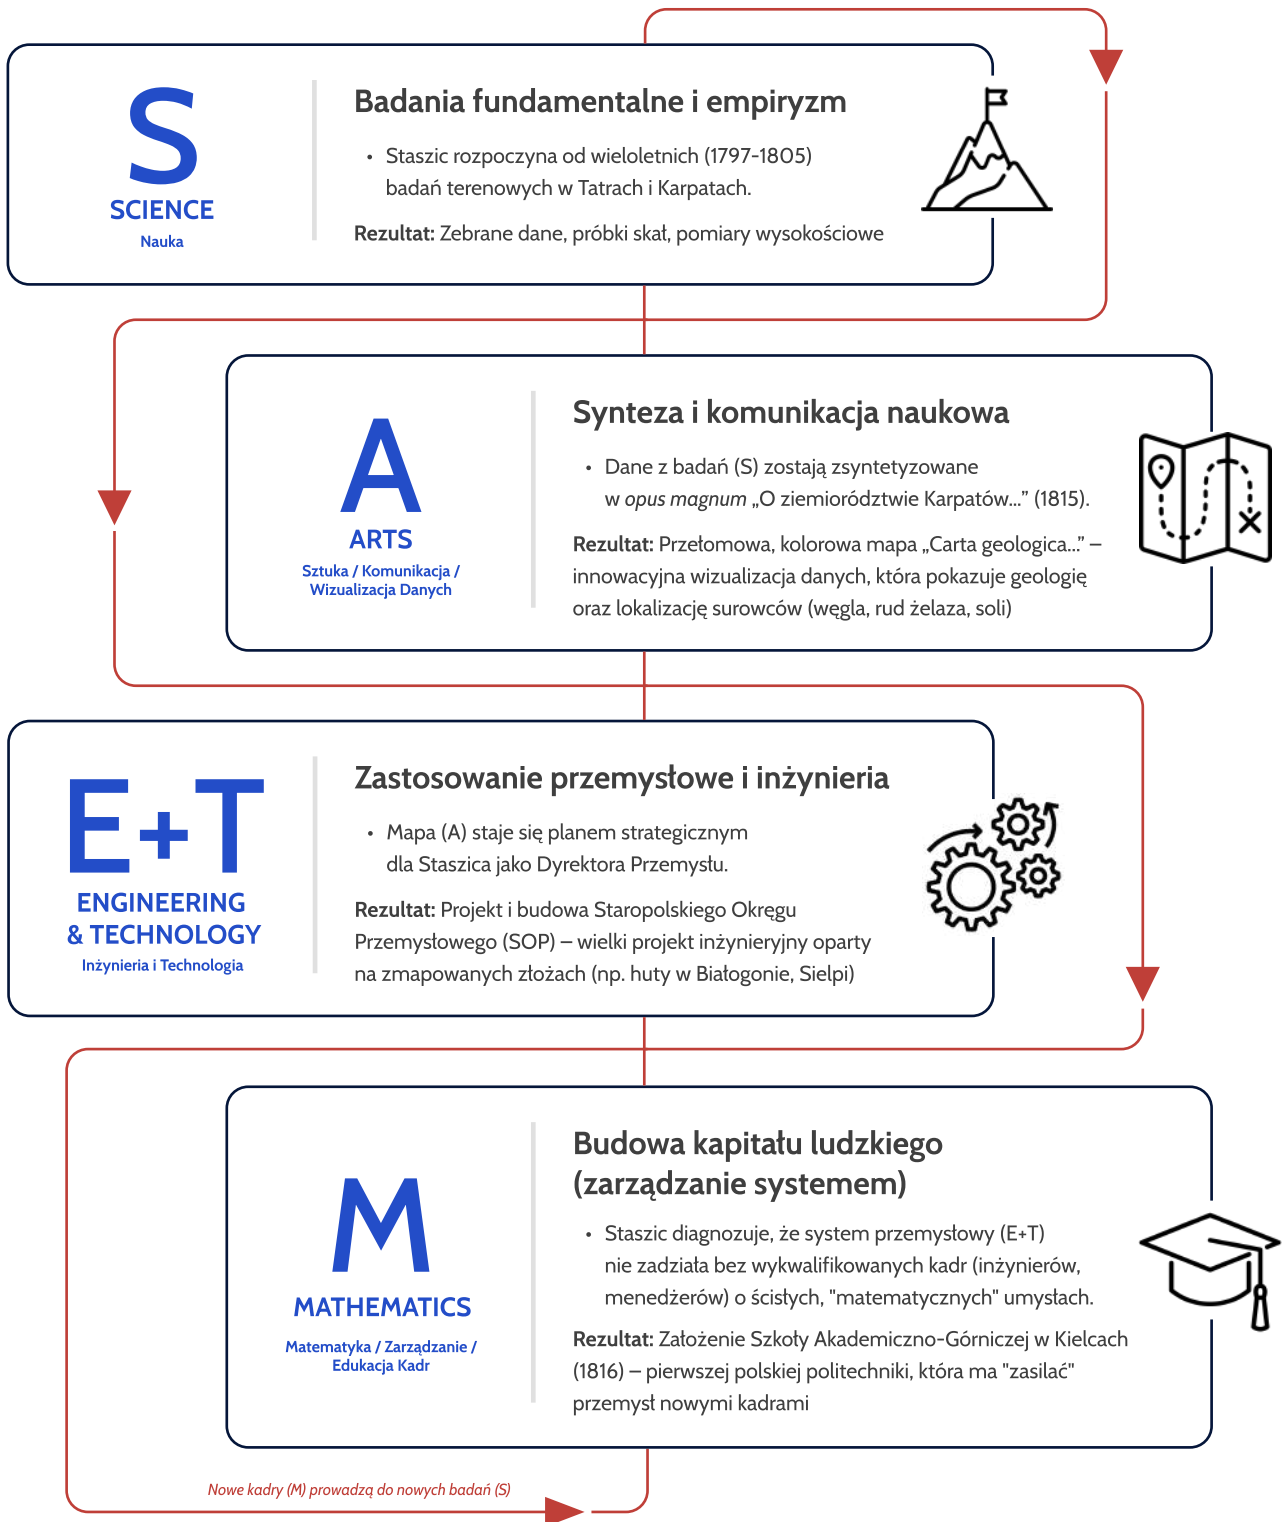 S
SCIENCE
Nauka
Badania fundamentalne i empiryzm
• Staszic rozpoczyna od wieloletnich (1797-1805)
badań terenowych w Tatrach i Karpatach.
Rezultat: Zebrane dane, próbki skał, pomiary wysokościowe
A
ARTS
Sztuka / Komunikacja /
Wizualizacja Danych
Synteza i komunikacja naukowa
• Dane z badań (S) zostają zsyntetyzowane
w opus magnum „O ziemiorództwie Karpatów...” (1815).
Rezultat: Przełomowa, kolorowa mapa „Carta geologica...” –
innowacyjna wizualizacja danych, która pokazuje geologię
oraz lokalizację surowców (węgla, rud żelaza, soli)
E+T
ENGINEERING
& TECHNOLOGY
Inżynieria i Technologia
Zastosowanie przemysłowe i inżynieria
• Mapa (A) staje się planem strategicznym
dla Staszica jako Dyrektora Przemysłu.
Rezultat: Projekt i budowa Staropolskiego Okręgu
Przemysłowego (SOP) – wielki projekt inżynieryjny oparty
na zmapowanych złożach (np. huty w Białogonie, Sielpi)
M
MATHEMATICS
Matematyka / Zarządzanie /
Edukacja Kadr
Budowa kapitału ludzkiego
(zarządzanie systemem)
• Staszic diagnozuje, że system przemysłowy (E+T)
nie zadziała bez wykwalifikowanych kadr (inżynierów,
menedżerów) o ścisłych, "matematycznych" umysłach.
Rezultat: Założenie Szkoły Akademiczno-Górniczej w Kielcach
(1816) – pierwszej polskiej politechniki, która ma "zasilać"
przemysł nowymi kadrami
Nowe kadry (M) prowadzą do nowych badań (S)